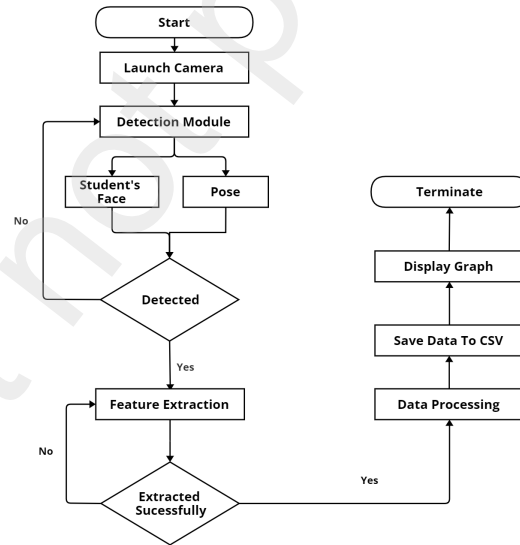 Start
Launch Camera
Detection Module
Student's
Face
Pose
No
Detected
Yes
Feature Extraction
No
Extracted
Sucessfully
Yes
Data Processing
Save Data To CSV
Display Graph
Terminate
not p